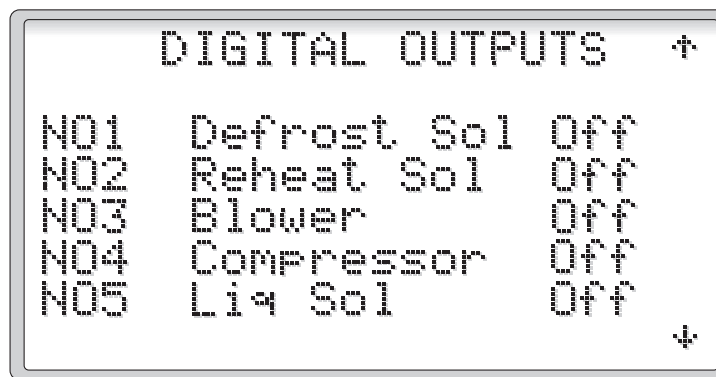 DIGITAL OUTPUTS ↑
NO1 Defrost Sol Off
NO2 Reheat Sol Off
NO3 Blower Off
NO4 Compressor Off
NO5 Liq Sol Off
↓